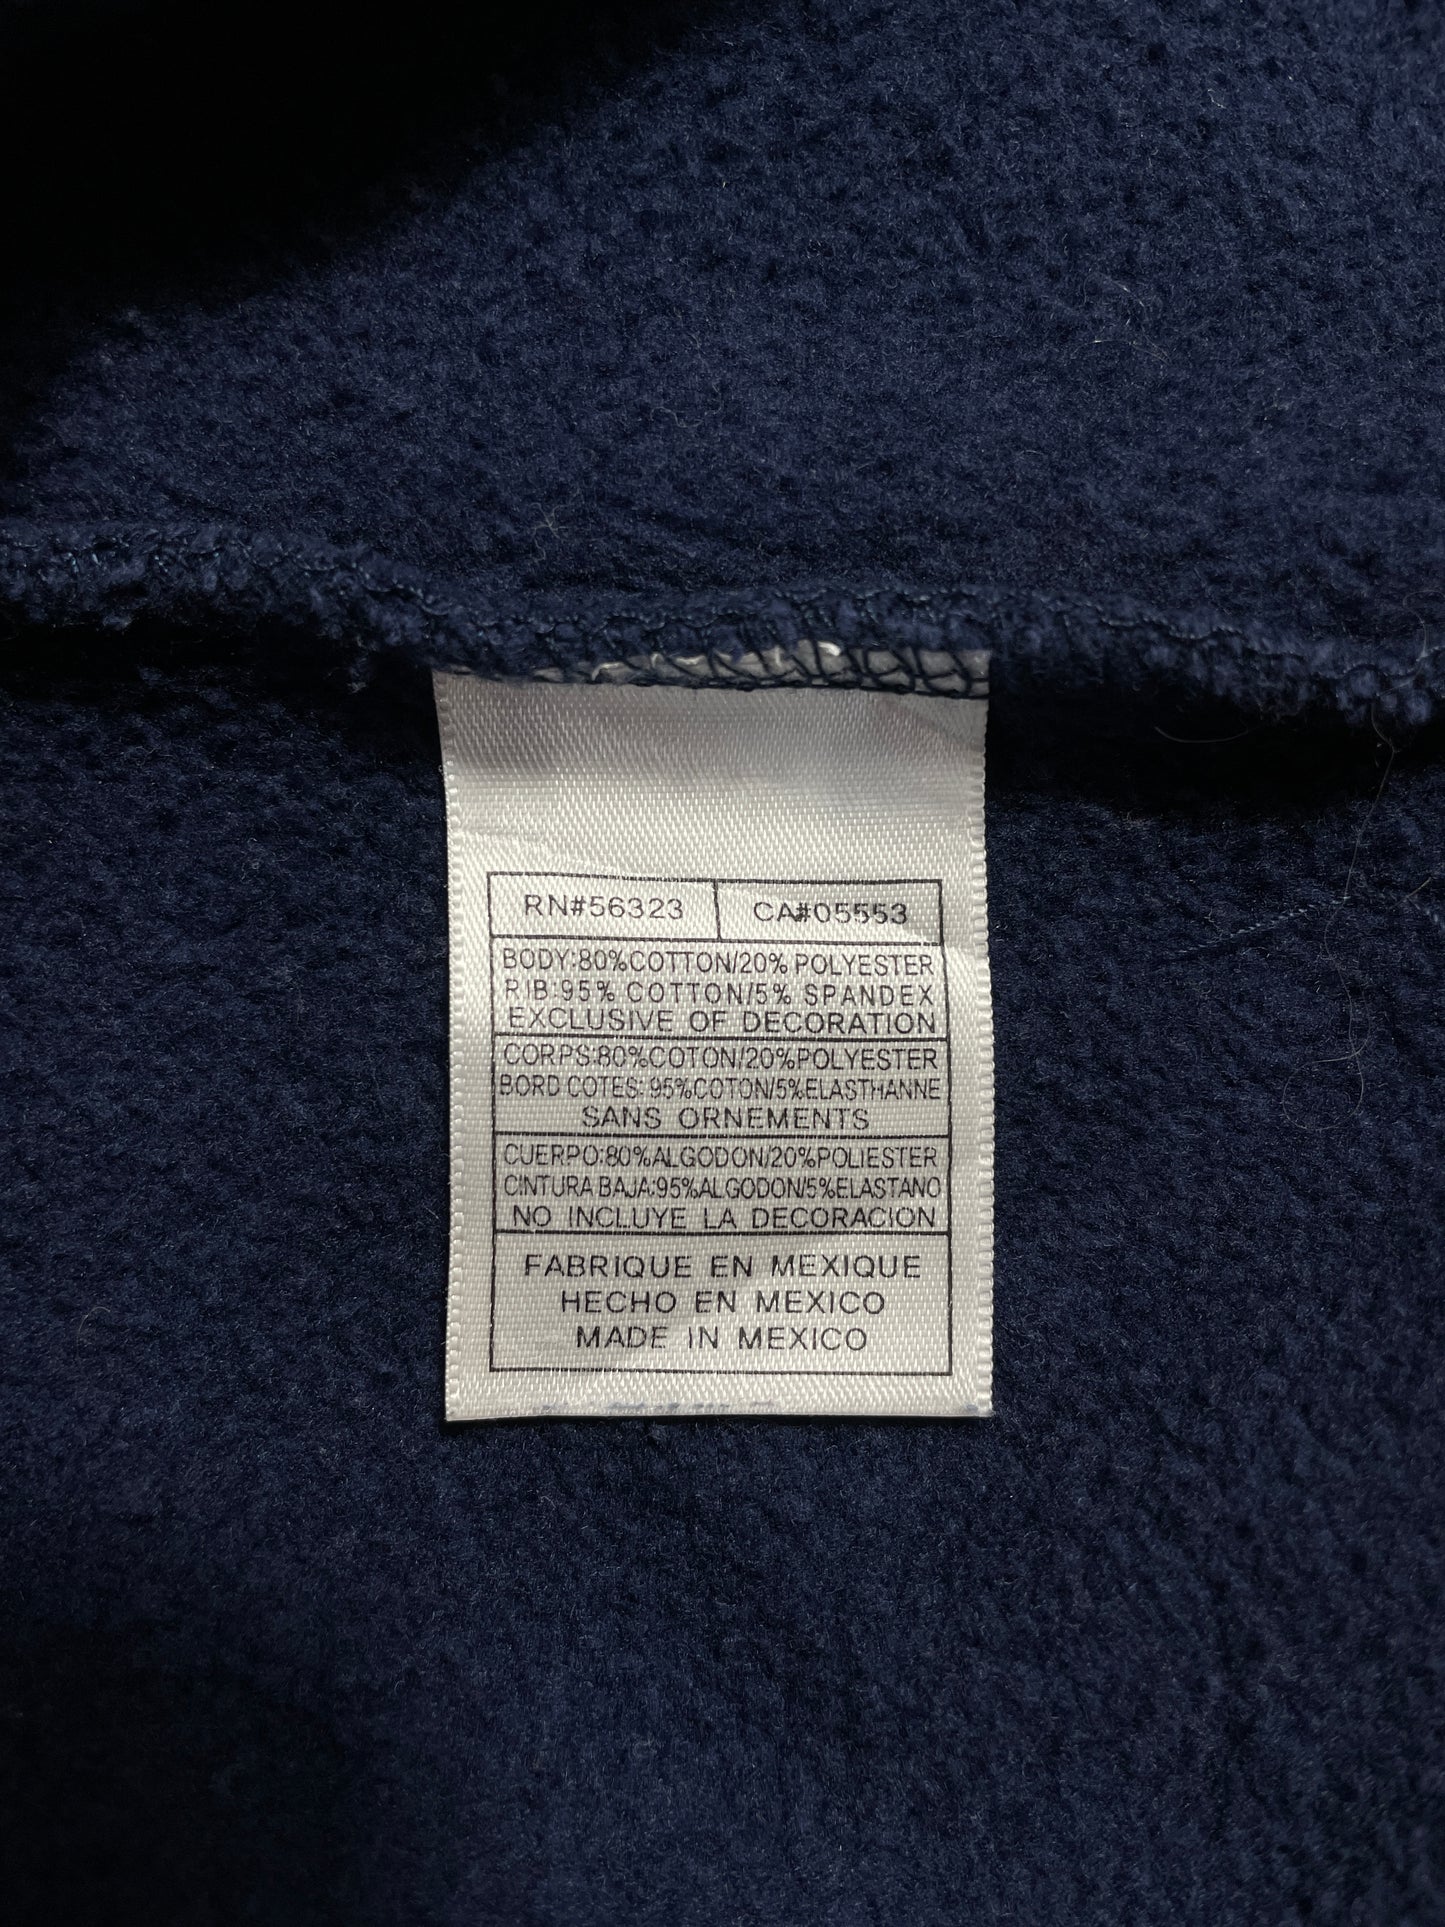 RN#56323 CA#05553
BODY:80%COTTON/20% POLYESTER
RIB:95% COTTON/5% SPANDEX
EXCLUSIVE OF DECORATION
CORPS:80%COTON/20%POLYESTER
BORD COTES: 95%COTON/5%ELASTHANNE
SANS ORNEMENTS
CUERPO:80%ALGODON/20%POLIESTER
CINTURA BAJA:95%ALGODON/5%ELASTANO
NO INCLUYE LA DECORACION
FABRIQUE EN MEXIQUE
HECHO EN MEXICO
MADE IN MEXICO